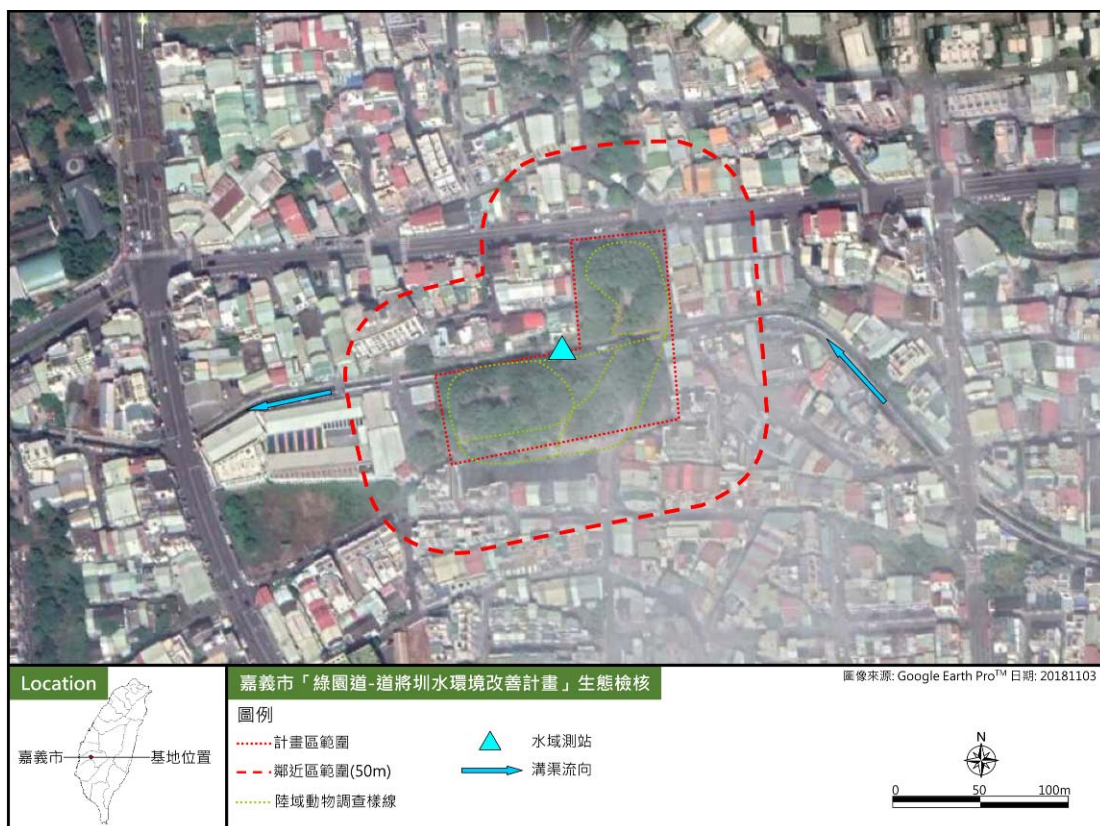 Location
嘉義市「綠園道-道將圳水環境改善計畫」生態檢核
圖像來源: Google Earth Pro™ 日期: 20181103
嘉義市
基地位置
圖例
計畫區範圍
鄰近區範圍(50m)
陸域動物調查樣線
水域測站
溝渠流向
N
0 50 100m